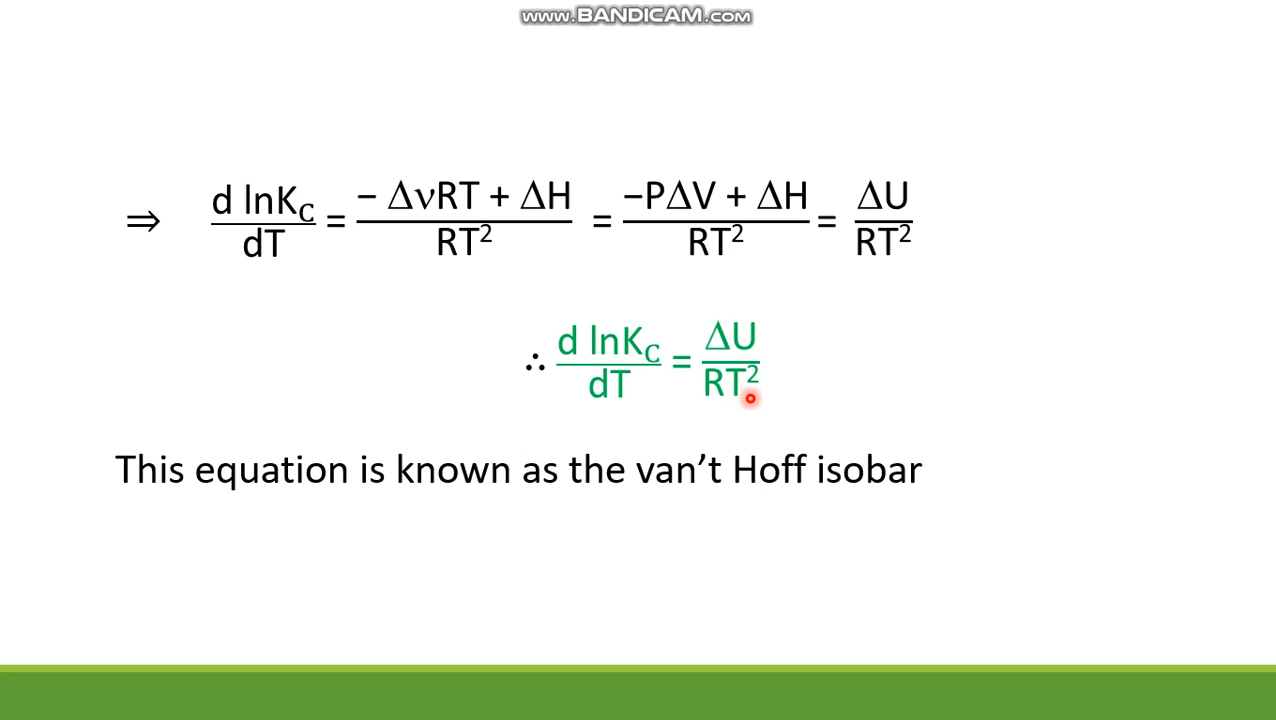 www.BANDICAM.com
⇒ d lnK_C/dT = (− ΔνRT + ΔH)/RT² = (−PΔV + ΔH)/RT² = ΔU/RT²
∴ d lnK_C/dT = ΔU/RT²
This equation is known as the van’t Hoff isobar